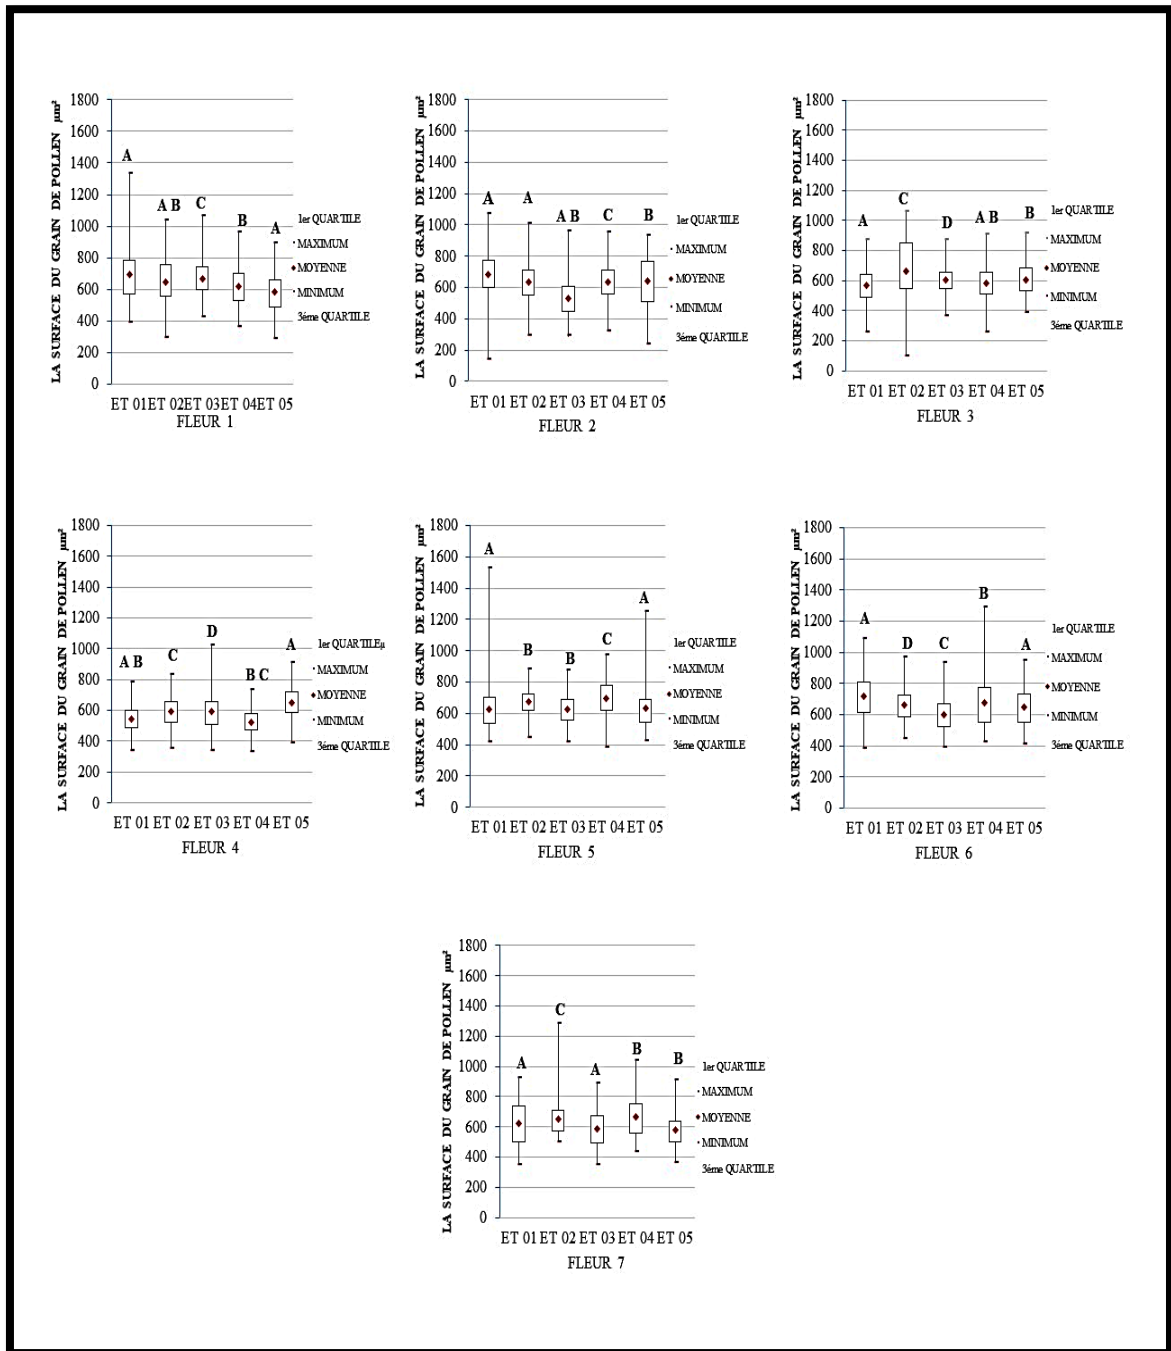 LA SURFACE DU GRAIN DE POLLEN µm²
1800
1600
1400
1200
1000
800
600
400
200
0
A
A B
C
B
A
ET 01 ET 02 ET 03 ET 04 ET 05
FLEUR 1
1er QUARTILE
MAXIMUM
MOYENNE
MINIMUM
3éme QUARTILE
LA SURFACE DU GRAIN DE POLLEN µm²
1800
1600
1400
1200
1000
800
600
400
200
0
A
A
A B
C
B
ET 01 ET 02 ET 03 ET 04 ET 05
FLEUR 2
1er QUARTILE
MAXIMUM
MOYENNE
MINIMUM
3éme QUARTILE
LA SURFACE DU GRAIN DE POLLEN µm²
1800
1600
1400
1200
1000
800
600
400
200
0
A
C
D
A B
B
ET 01 ET 02 ET 03 ET 04 ET 05
FLEUR 3
1er QUARTILE
MAXIMUM
MOYENNE
MINIMUM
3éme QUARTILE
LA SURFACE DU GRAIN DE POLLEN µm²
1800
1600
1400
1200
1000
800
600
400
200
0
A B
C
D
B C
A
ET 01 ET 02 ET 03 ET 04 ET 05
FLEUR 4
1er QUARTILEµ
MAXIMUM
MOYENNE
MINIMUM
3éme QUARTILE
LA SURFACE DU GRAIN DE POLLEN µm²
1800
1600
1400
1200
1000
800
600
400
200
0
A
B
B
C
A
ET 01 ET 02 ET 03 ET 04 ET 05
FLEUR 5
1er QUARTILE
MAXIMUM
MOYENNE
MINIMUM
3éme QUARTILE
LA SURFACE DU GRAIN DE POLLEN µm²
1800
1600
1400
1200
1000
800
600
400
200
0
A
D
C
B
A
ET 01 ET 02 ET 03 ET 04 ET 05
FLEUR 6
1er QUARTILE
MAXIMUM
MOYENNE
MINIMUM
3éme QUARTILE
LA SURFACE DU GRAIN DE POLLEN µm²
1800
1600
1400
1200
1000
800
600
400
200
0
A
C
A
B
B
ET 01 ET 02 ET 03 ET 04 ET 05
FLEUR 7
1er QUARTILE
MAXIMUM
MOYENNE
MINIMUM
3éme QUARTILE